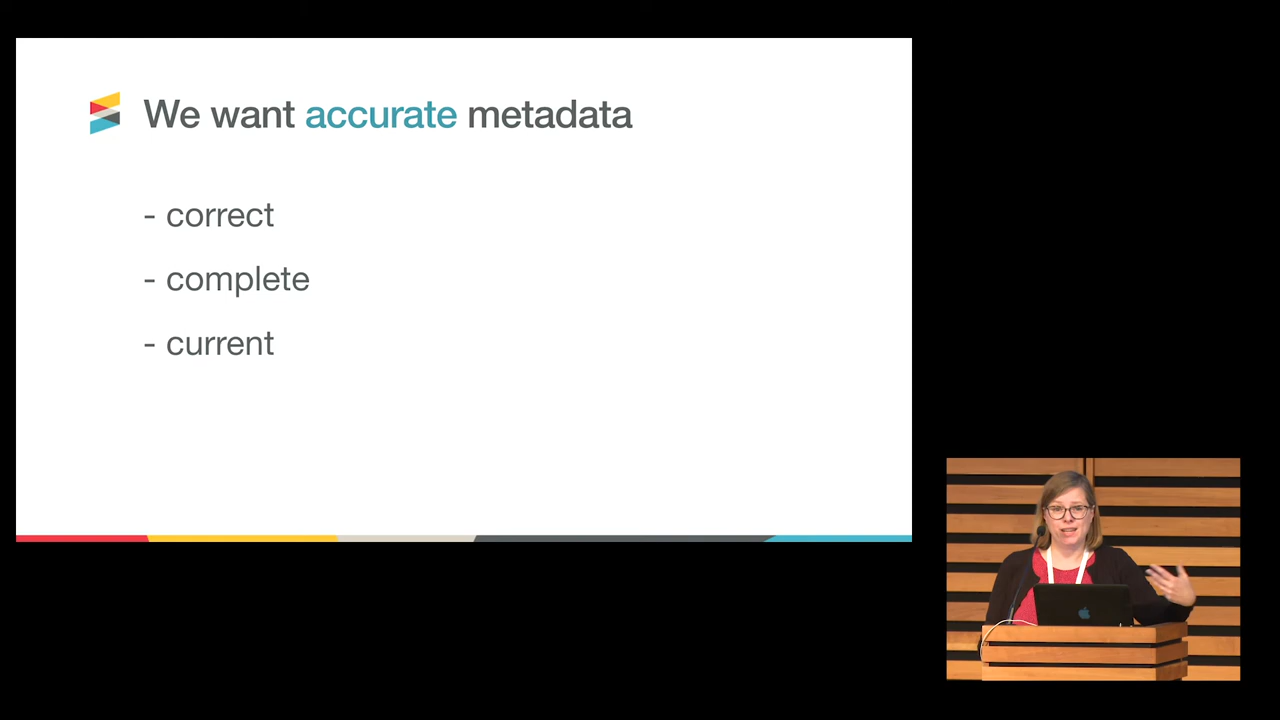 We want accurate metadata
- correct
- complete
- current